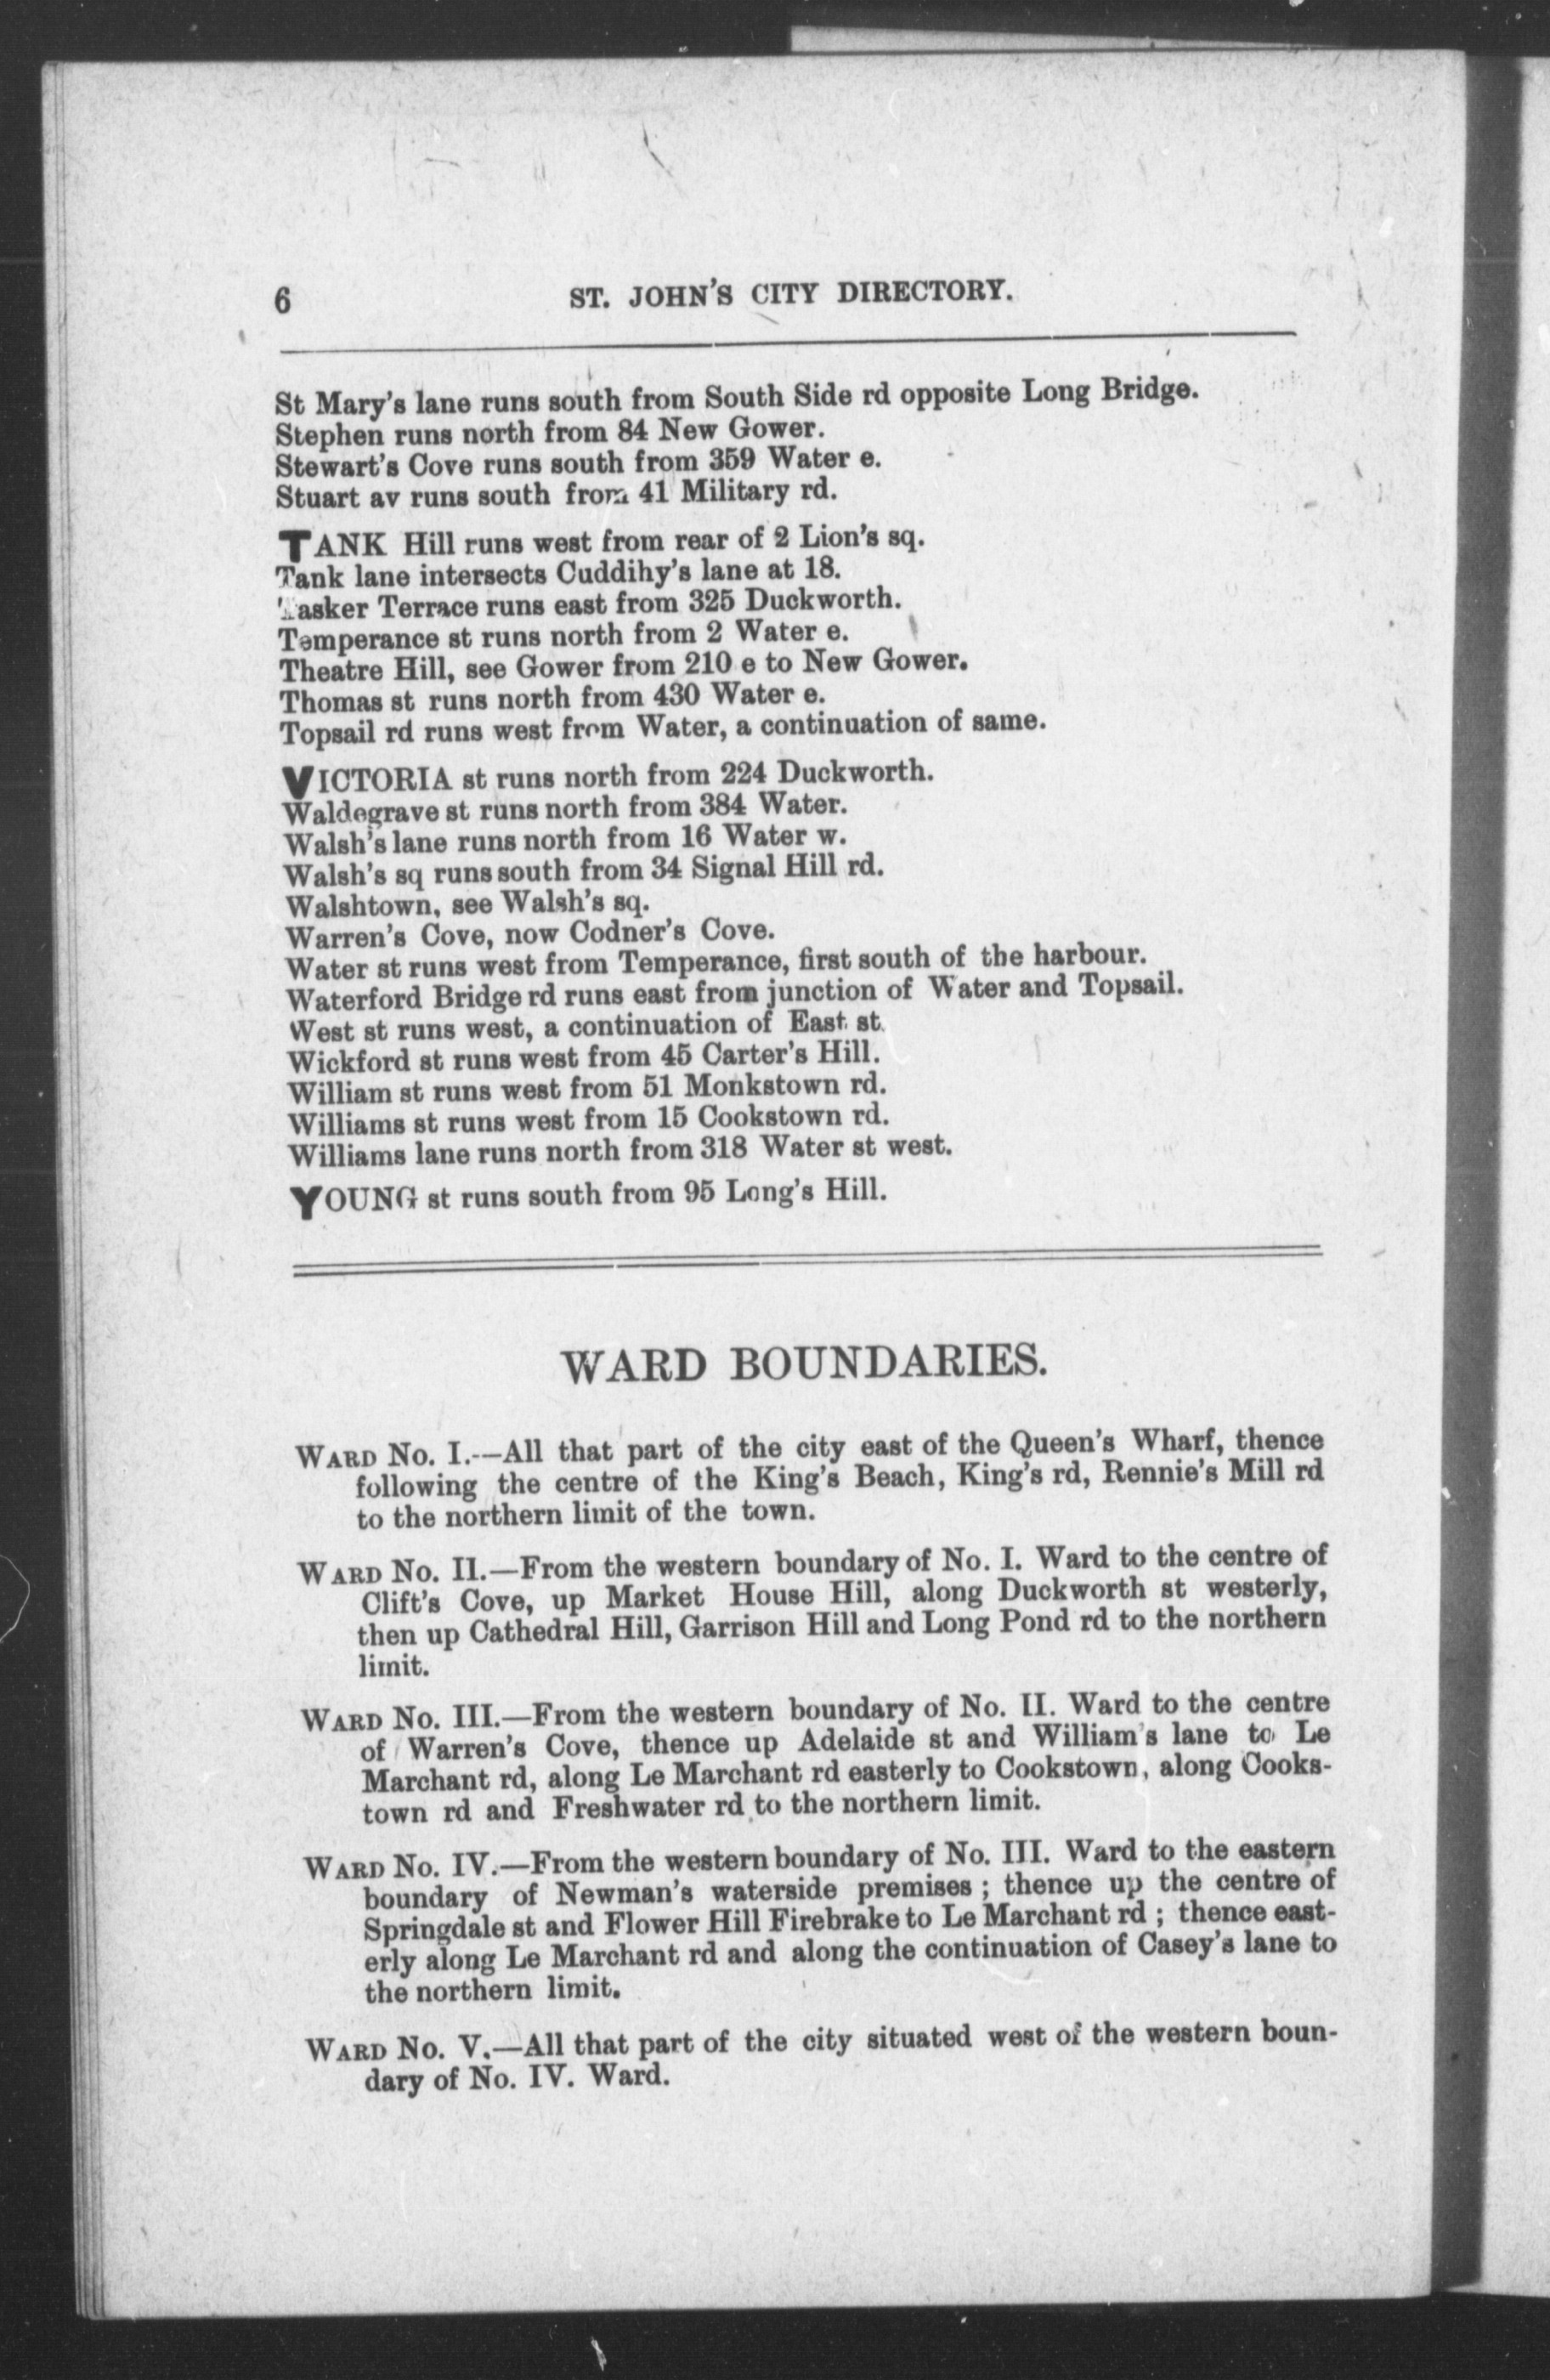 6 ST. JOHN'S CITY DIRECTORY.
St Mary's lane runs south from South Side rd opposite Long Bridge.
Stephen runs north from 84 New Gower.
Stewart's Cove runs south from 359 Water e.
Stuart av runs south from 41 Military rd.
TANK Hill runs west from rear of 2 Lion's sq.
Tank lane intersects Cuddihy's lane at 18.
Tasker Terrace runs east from 325 Duckworth.
Temperance st runs north from 2 Water e.
Theatre Hill, see Gower from 210 e to New Gower.
Thomas st runs north from 430 Water e.
Topsail rd runs west from Water, a continuation of same.
VICTORIA st runs north from 224 Duckworth.
Waldegrave st runs north from 384 Water.
Walsh's lane runs north from 16 Water w.
Walsh's sq runs south from 34 Signal Hill rd.
Walshtown, see Walsh's sq.
Warren's Cove, now Codner's Cove.
Water st runs west from Temperance, first south of the harbour.
Waterford Bridge rd runs east from junction of Water and Topsail.
West st runs west, a continuation of East st.
Wickford st runs west from 45 Carter's Hill.
William st runs west from 51 Monkstown rd.
Williams st runs west from 15 Cookstown rd.
Williams lane runs north from 318 Water st west.
YOUNG st runs south from 95 Long's Hill.
WARD BOUNDARIES.
WARD NO. I.--All that part of the city east of the Queen's Wharf, thence
following the centre of the King's Beach, King's rd, Rennie's Mill rd
to the northern limit of the town.
WARD NO. II.—From the western boundary of No. I. Ward to the centre of
Clift's Cove, up Market House Hill, along Duckworth st westerly,
then up Cathedral Hill, Garrison Hill and Long Pond rd to the northern
limit.
WARD NO. III.—From the western boundary of No. II. Ward to the centre
of Warren's Cove, thence up Adelaide st and William's lane to Le
Marchant rd, along Le Marchant rd easterly to Cookstown, along Cooks-
town rd and Freshwater rd to the northern limit.
WARD NO. IV.—From the western boundary of No. III. Ward to the eastern
boundary of Newman's waterside premises ; thence up the centre of
Springdale st and Flower Hill Firebrake to Le Marchant rd ; thence east-
erly along Le Marchant rd and along the continuation of Casey's lane to
the northern limit.
WARD NO. V.—All that part of the city situated west of the western boun-
dary of No. IV. Ward.